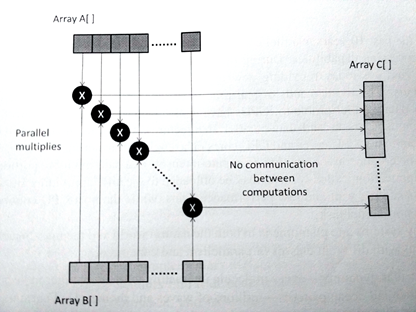 Array A[ ]
Array C[ ]
X
X
X
X
Parallel
multiplies
No communication
between
computations
X
Array B[ ]